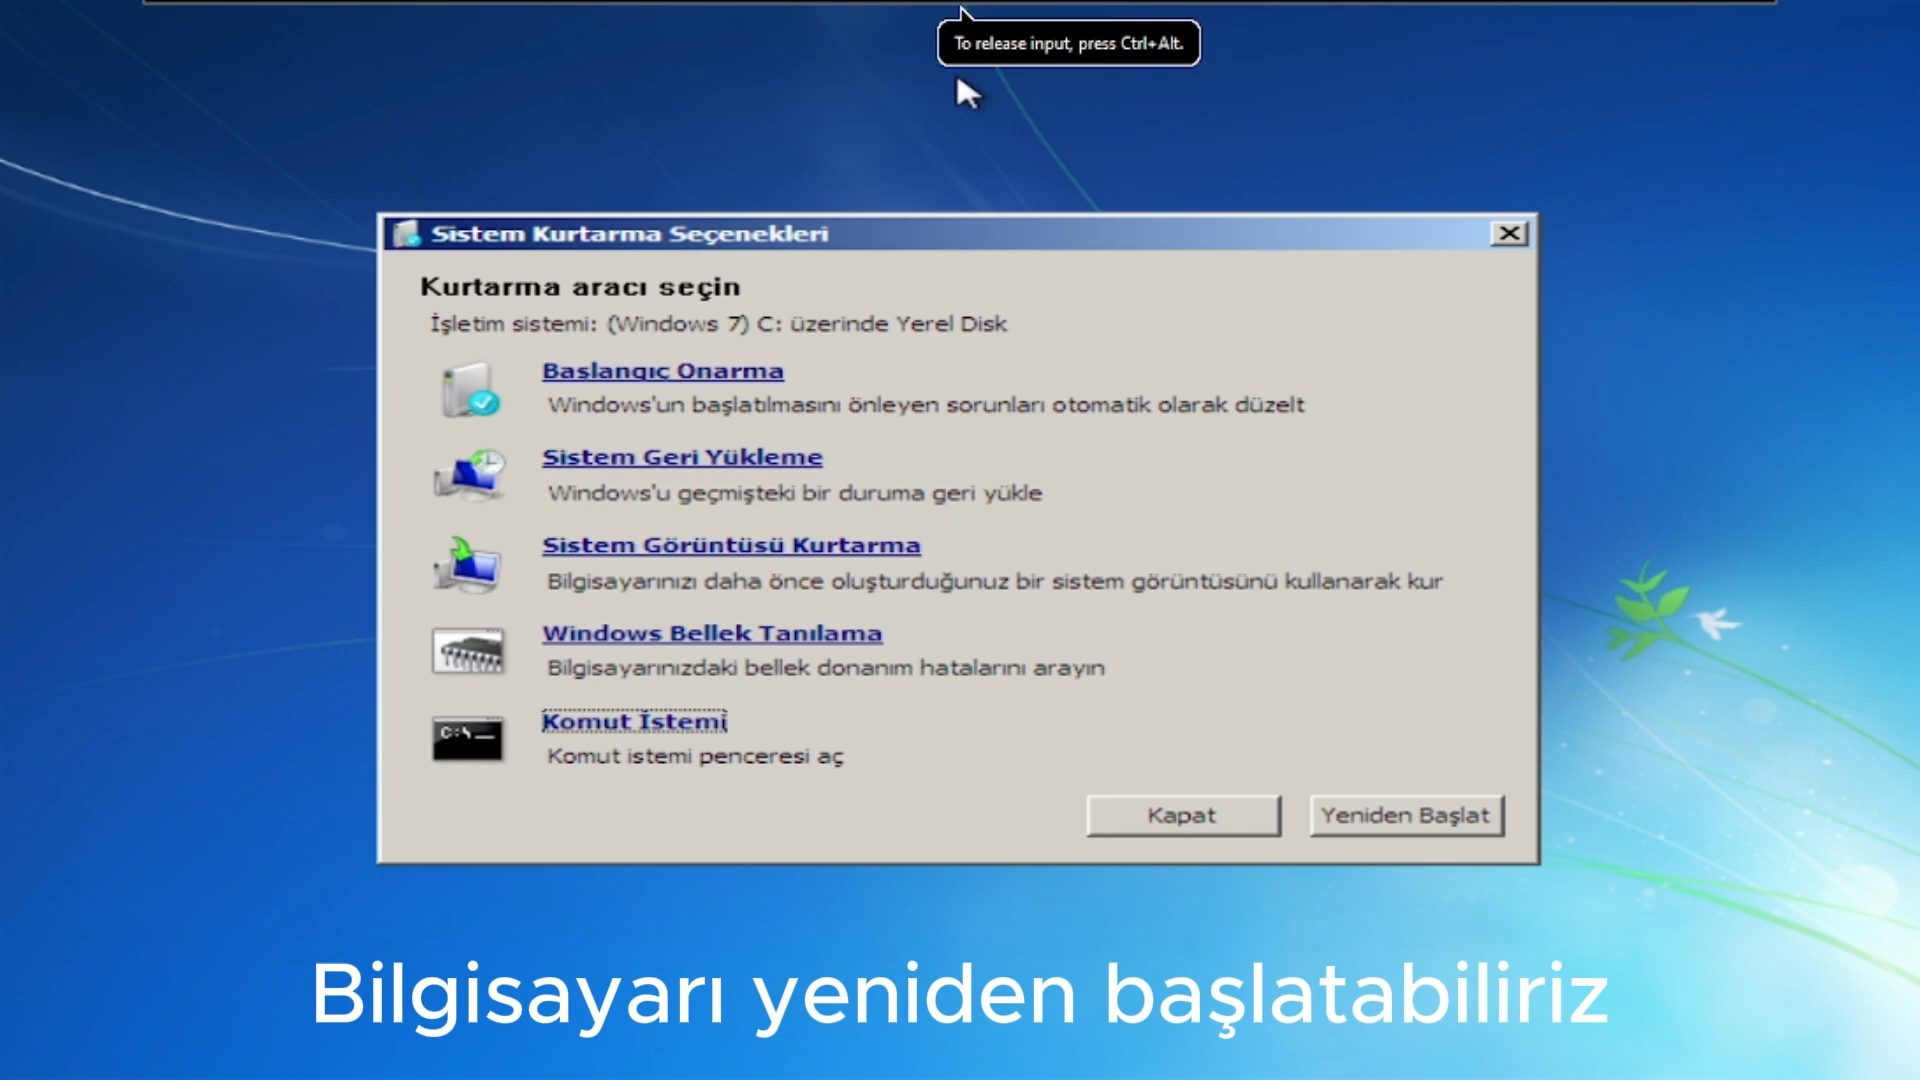 To release input, press Ctrl+Alt.
Sistem Kurtarma Seçenekleri
Kurtarma aracı seçin
İşletim sistemi: (Windows 7) C: üzerinde Yerel Disk
Başlangıç Onarma
Windows'un başlatılmasını önleyen sorunları otomatik olarak düzelt
Sistem Geri Yükleme
Windows'u geçmişteki bir duruma geri yükle
Sistem Görüntüsü Kurtarma
Bilgisayarınızı daha önce oluşturduğunuz bir sistem görüntüsünü kullanarak kur
Windows Bellek Tanılama
Bilgisayarınızdaki bellek donanım hatalarını arayın
C:\
Komut İstemi
Komut istemi penceresi aç
Kapat
Yeniden Başlat
Bilgisayarı yeniden başlatabiliriz